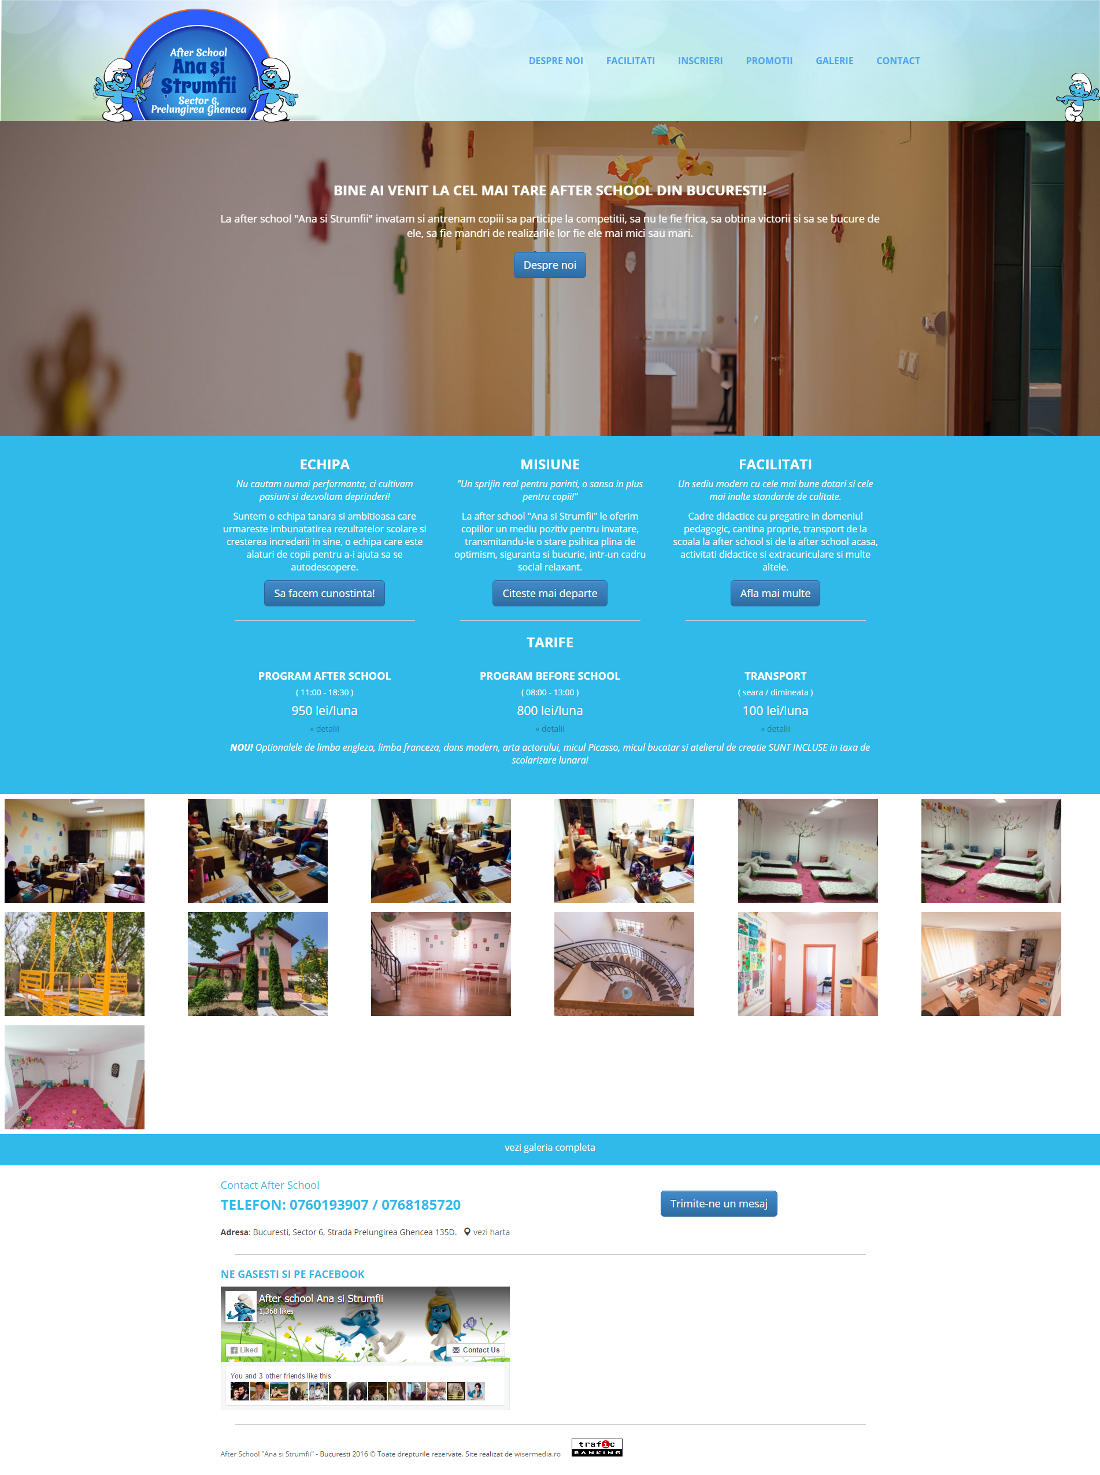 After School
Ana și
Ștrumfii
Sector 6,
Prelungirea Ghencea
DESPRE NOI FACILITATI INSCRIERI PROMOTII GALERIE CONTACT
BINE AI VENIT LA CEL MAI TARE AFTER SCHOOL DIN BUCURESTI!
La after school "Ana si Strumfii" invatam si antrenam copiii sa participe la competitii, sa nu le fie frica, sa obtina victorii si sa se bucure de
ele, sa fie mandri de realizarile lor fie ele mai mici sau mari.
Despre noi
ECHIPA
Nu cautam numai performanta, ci cultivam
pasiuni si dezvoltam deprinderi!
Suntem o echipa tanara si ambitioasa care
urmareste imbunatatirea rezultatelor scolare si
cresterea increderii in sine, o echipa care este
alaturi de copii pentru a-i ajuta sa se
autodescopere.
Sa facem cunostinta!
MISIUNE
"Un sprijin real pentru parinti, o sansa in plus
pentru copii!"
La after school "Ana si Strumfii" le oferim
copiilor un mediu pozitiv pentru invatare,
transmitandu-le o stare psihica plina de
optimism, siguranta si bucurie, intr-un cadru
social relaxant.
Citeste mai departe
FACILITATI
Un sediu modern cu cele mai bune dotari si cele
mai inalte standarde de calitate.
Cadre didactice cu pregatire in domeniul
pedagogic, cantina proprie, transport de la
scoala la after school si de la after school acasa,
activitati didactice si extracuriculare si multe
altele.
Afla mai multe
TARIFE
PROGRAM AFTER SCHOOL
( 11:00 - 18:30 )
950 lei/luna
» detalii
PROGRAM BEFORE SCHOOL
( 08:00 - 13:00 )
800 lei/luna
» detalii
TRANSPORT
( seara / dimineata )
100 lei/luna
» detalii
NOU! Optionalele de limba engleza, limba franceza, dans modern, arta actorului, micul Picasso, micul bucatar si atelierul de creatie SUNT INCLUSE in taxa de
scolarizare lunara!
vezi galeria completa
Contact After School
TELEFON: 0760193907 / 0768185720
Trimite-ne un mesaj
Adresa: Bucuresti, Sector 6, Strada Prelungirea Ghencea 135D. vezi harta
NE GASESTI SI PE FACEBOOK
After school Ana si Strumfii
1,368 likes
Liked
Contact Us
You and 3 other friends like this
After School "Ana si Strumfii" - Bucuresti 2016 © Toate drepturile rezervate. Site realizat de wisermedia.ro
trafic
RANKING